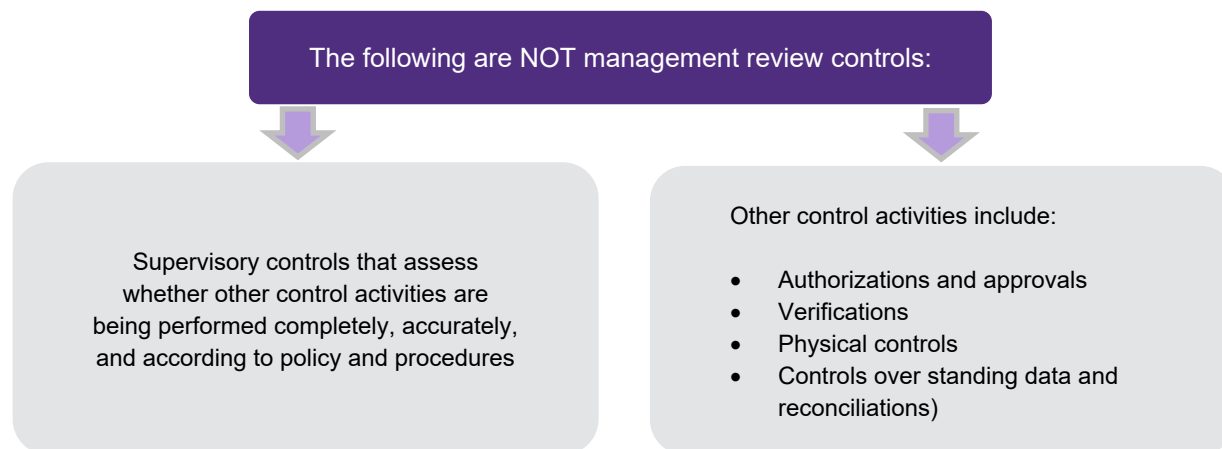 The following are NOT management review controls:
Supervisory controls that assess
whether other control activities are
being performed completely, accurately,
and according to policy and procedures
Other control activities include:
• Authorizations and approvals
• Verifications
• Physical controls
• Controls over standing data and
reconciliations)